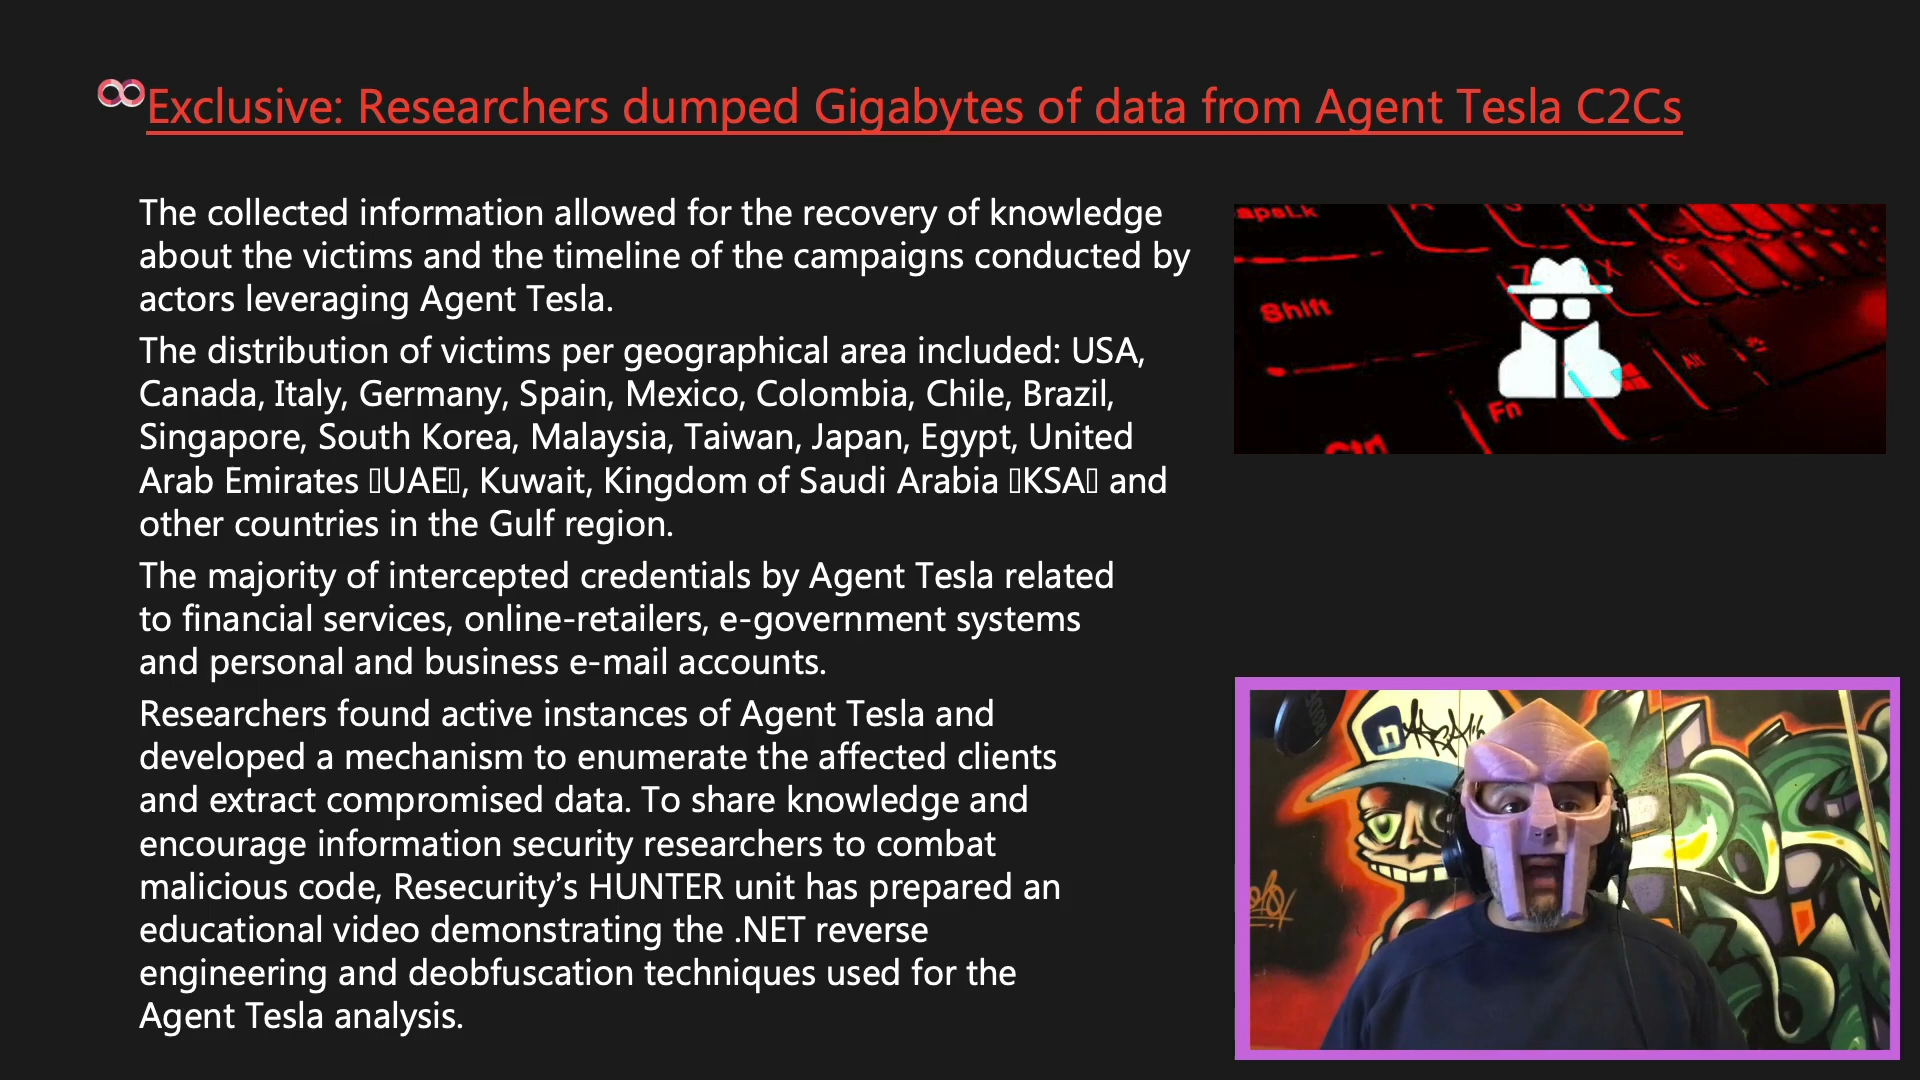 Exclusive: Researchers dumped Gigabytes of data from Agent Tesla C2Cs
The collected information allowed for the recovery of knowledge
about the victims and the timeline of the campaigns conducted by
actors leveraging Agent Tesla.
The distribution of victims per geographical area included: USA,
Canada, Italy, Germany, Spain, Mexico, Colombia, Chile, Brazil,
Singapore, South Korea, Malaysia, Taiwan, Japan, Egypt, United
Arab Emirates ▯UAE▯, Kuwait, Kingdom of Saudi Arabia ▯KSA▯ and
other countries in the Gulf region.
The majority of intercepted credentials by Agent Tesla related
to financial services, online-retailers, e-government systems
and personal and business e-mail accounts.
Researchers found active instances of Agent Tesla and
developed a mechanism to enumerate the affected clients
and extract compromised data. To share knowledge and
encourage information security researchers to combat
malicious code, Resecurity’s HUNTER unit has prepared an
educational video demonstrating the .NET reverse
engineering and deobfuscation techniques used for the
Agent Tesla analysis.
apsLk
Shift
X
C
Alt
Fn
Ctrl